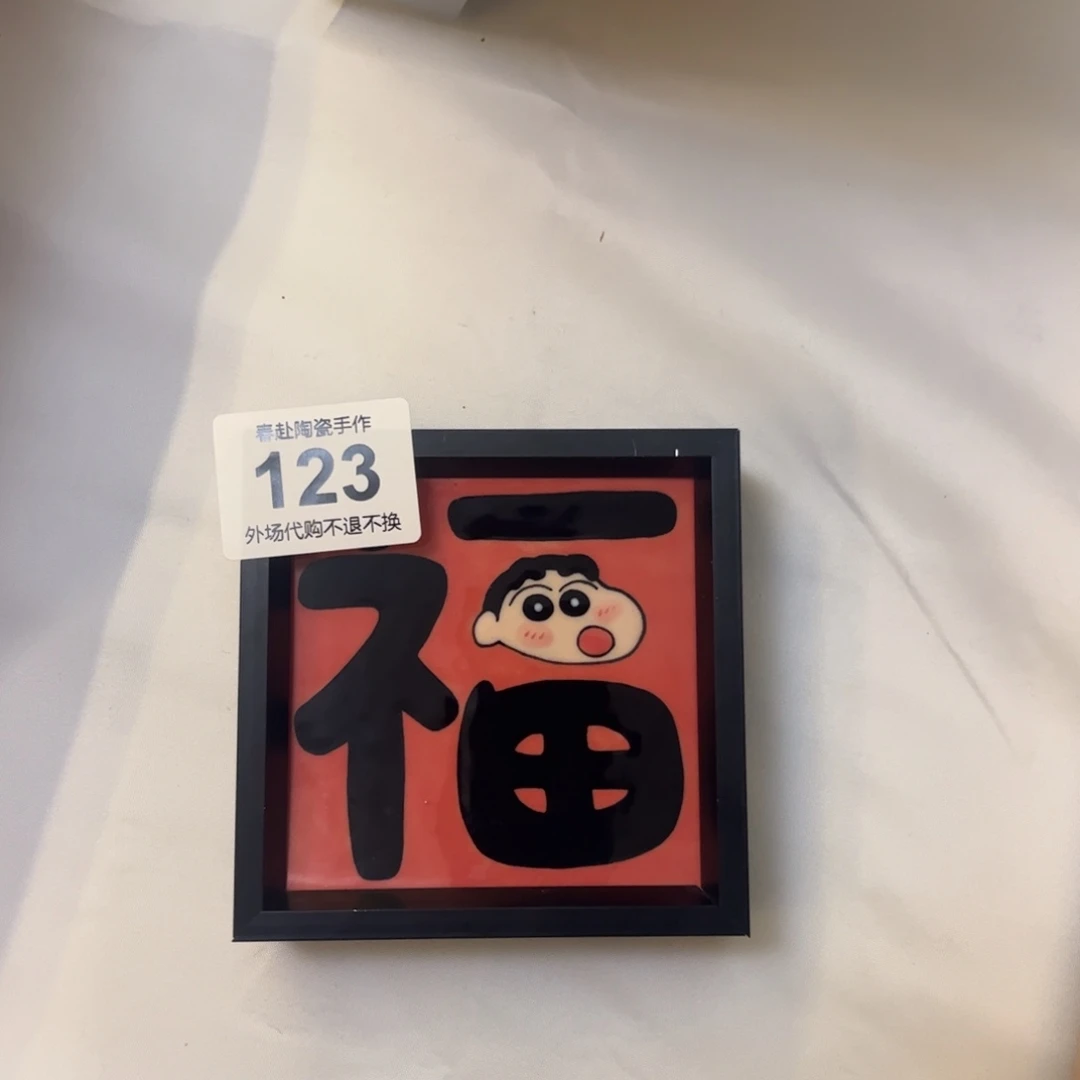 春赴陶瓷手作
123
外场代购不退不换
福